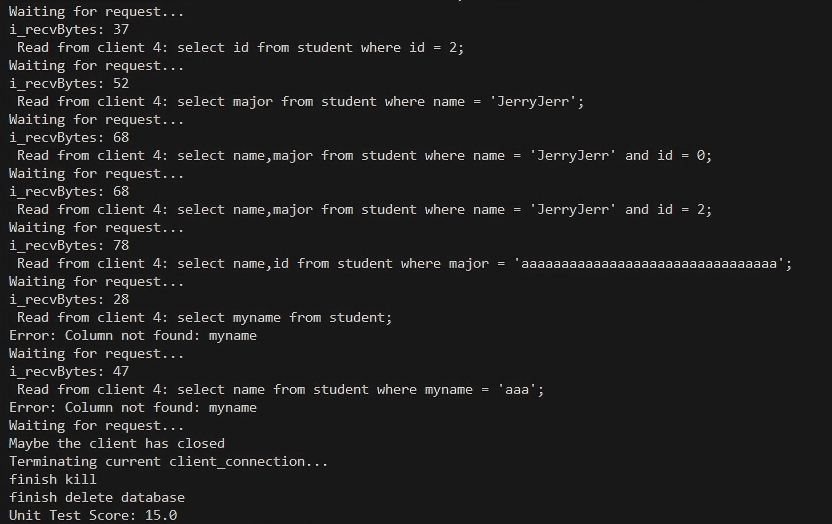 Waiting for request...
i_recvBytes: 37
Read from client 4: select id from student where id = 2;
Waiting for request...
i_recvBytes: 52
Read from client 4: select major from student where name = 'JerryJerr';
Waiting for request...
i_recvBytes: 68
Read from client 4: select name,major from student where name = 'JerryJerr' and id = 0;
Waiting for request...
i_recvBytes: 68
Read from client 4: select name,major from student where name = 'JerryJerr' and id = 2;
Waiting for request...
i_recvBytes: 78
Read from client 4: select name,id from student where major = 'aaaaaaaaaaaaaaaaaaaaaaaaaaaaaaaa';
Waiting for request...
i_recvBytes: 28
Read from client 4: select myname from student;
Error: Column not found: myname
Waiting for request...
i_recvBytes: 47
Read from client 4: select name from student where myname = 'aaa';
Error: Column not found: myname
Waiting for request...
Maybe the client has closed
Terminating current client_connection...
finish kill
finish delete database
Unit Test Score: 15.0